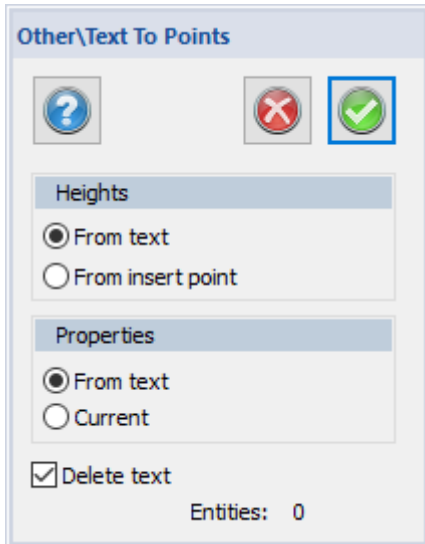 Other\Text To Points
Heights
From text
From insert point
Properties
From text
Current
Delete text
Entities: 0